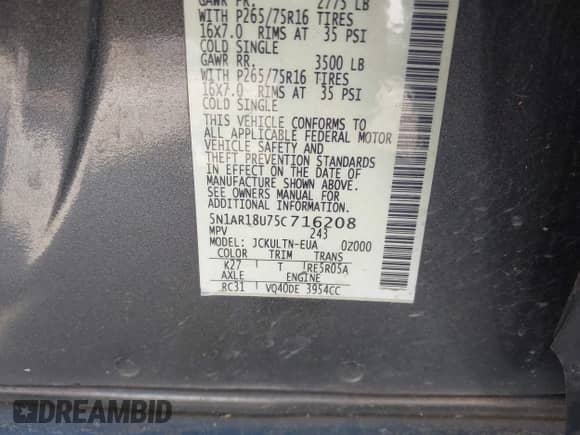 GAWR FR. 2775 LB
WITH P265/75R16 TIRES
16X7.0 RIMS AT 35 PSI
COLD SINGLE
GAWR RR. 3500 LB
WITH P265/75R16 TIRES
16X7.0 RIMS AT 35 PSI
COLD SINGLE
THIS VEHICLE CONFORMS TO
ALL APPLICABLE FEDERAL MOTOR
VEHICLE SAFETY AND
THEFT PREVENTION STANDARDS
IN EFFECT ON THE DATE OF
MANUFACTURE SHOWN ABOVE.
SEE OWNERS MANUAL FOR
ADDITIONAL INFORMATION.
5N1AR18U75C716208
MPV 243
MODEL: JCKULTN-EUA 0Z000
COLOR TRIM TRANS
K27 T RE5R05A
AXLE ENGINE
RC31 VQ40DE 3954CC
DREAMBID